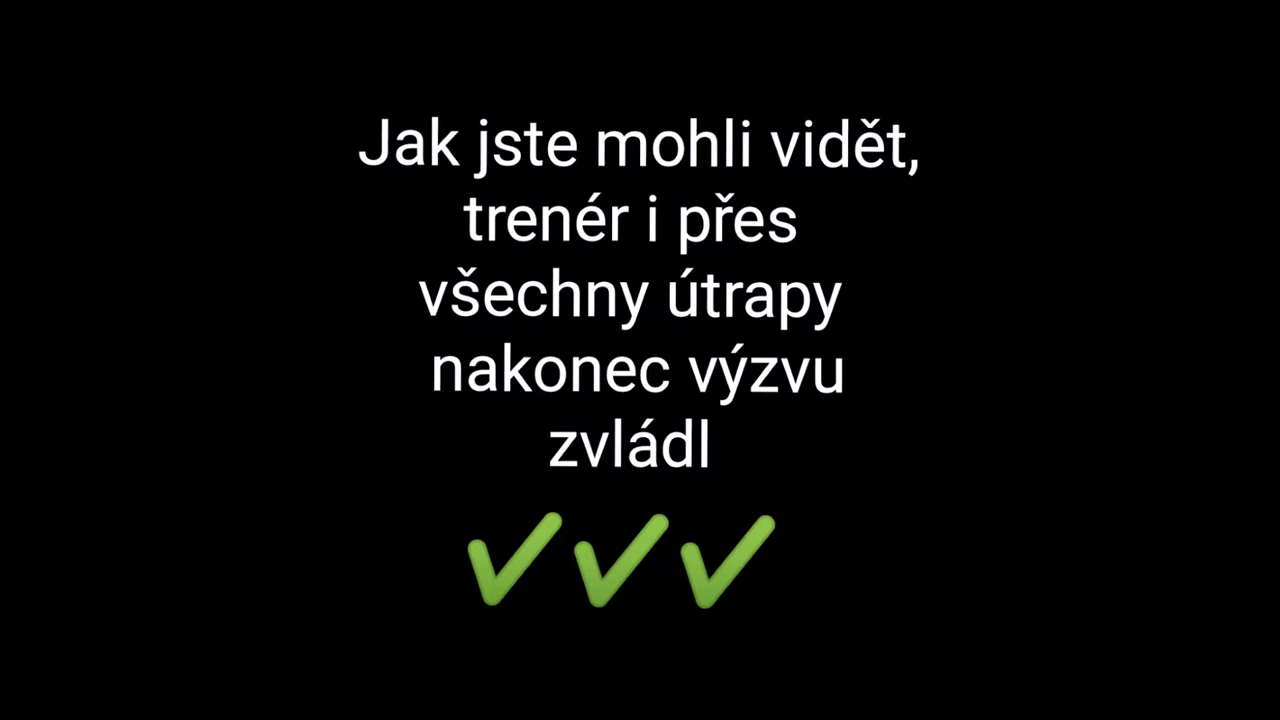 Jak jste mohli vidět,
trenér i přes
všechny útrapy
nakonec výzvu
zvládl
✔✔✔